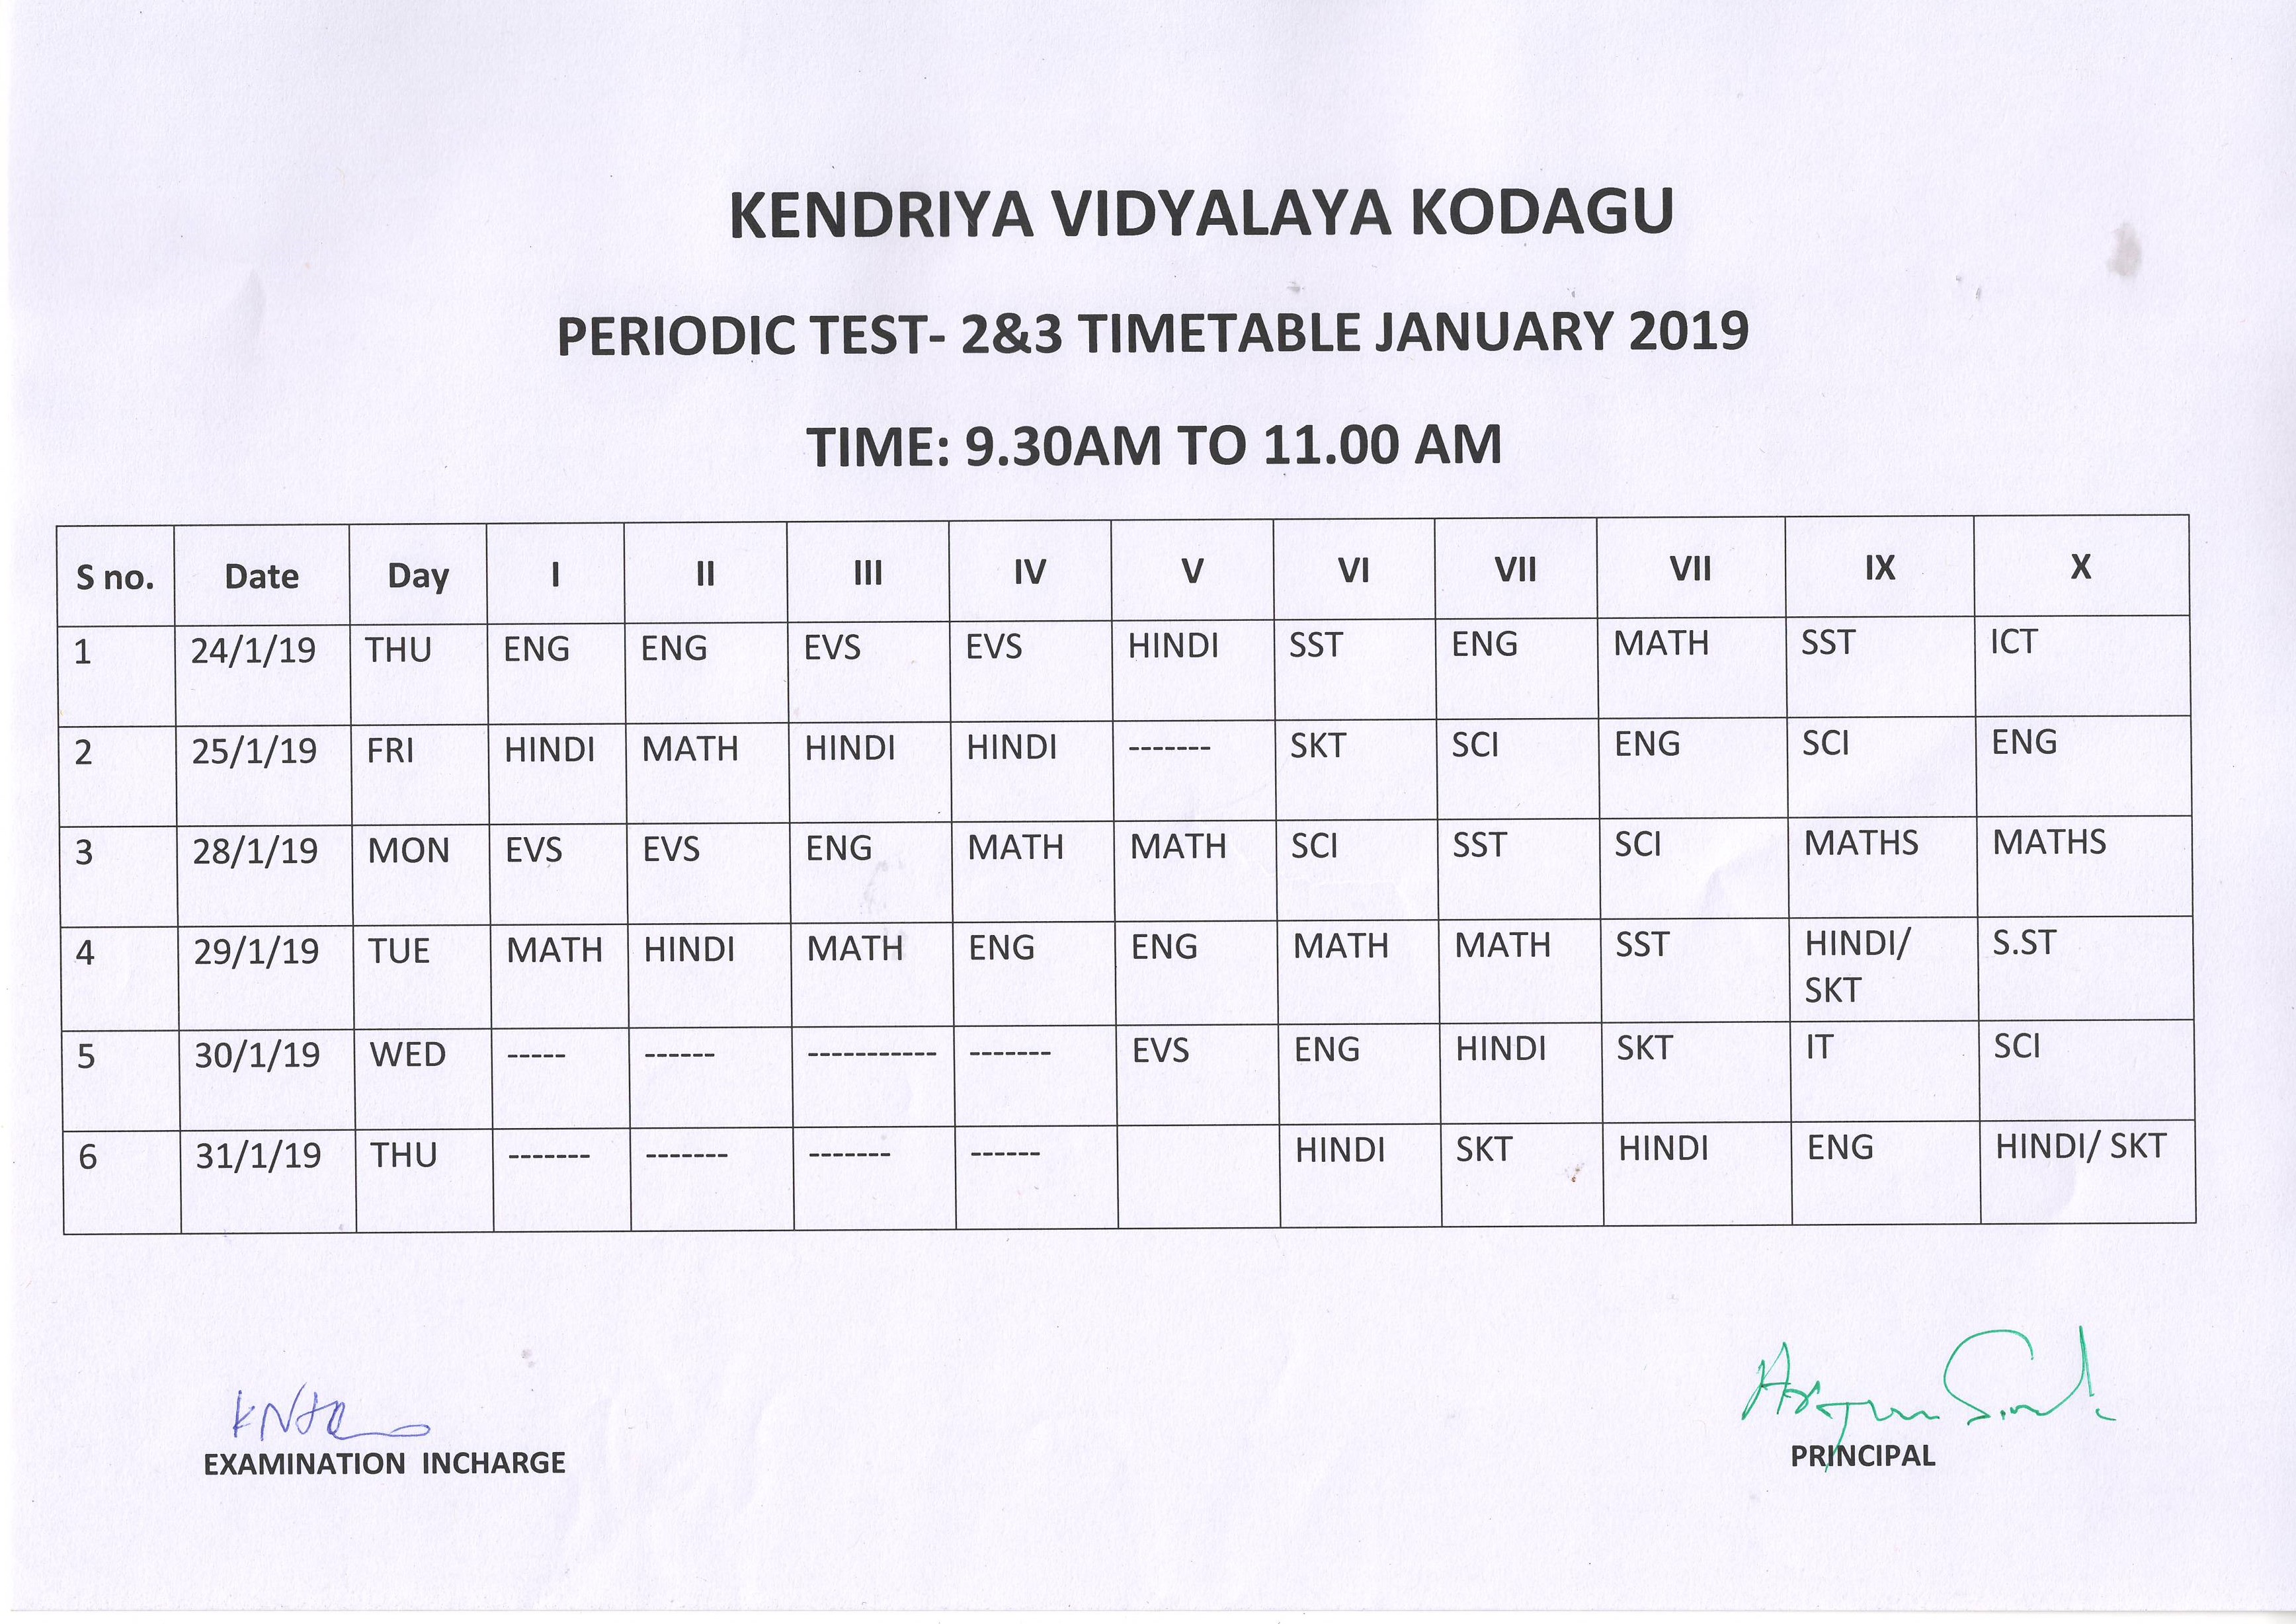 KENDRIYA VIDYALAYA KODAGU
PERIODIC TEST- 2&3 TIMETABLE JANUARY 2019
TIME: 9.30AM TO 11.00 AM
S no. Date Day I II III IV V VI VII VII IX X
1 24/1/19 THU ENG ENG EVS EVS HINDI SST ENG MATH SST ICT
2 25/1/19 FRI HINDI MATH HINDI HINDI ------- SKT SCI ENG SCI ENG
3 28/1/19 MON EVS EVS ENG MATH MATH SCI SST SCI MATHS MATHS
4 29/1/19 TUE MATH HINDI MATH ENG ENG MATH MATH SST HINDI/ S.ST
SKT
5 30/1/19 WED ----- ------ ----------- ------- EVS ENG HINDI SKT IT SCI
6 31/1/19 THU ------- ------- ------- ------ HINDI SKT HINDI ENG HINDI/ SKT
EXAMINATION INCHARGE PRINCIPAL